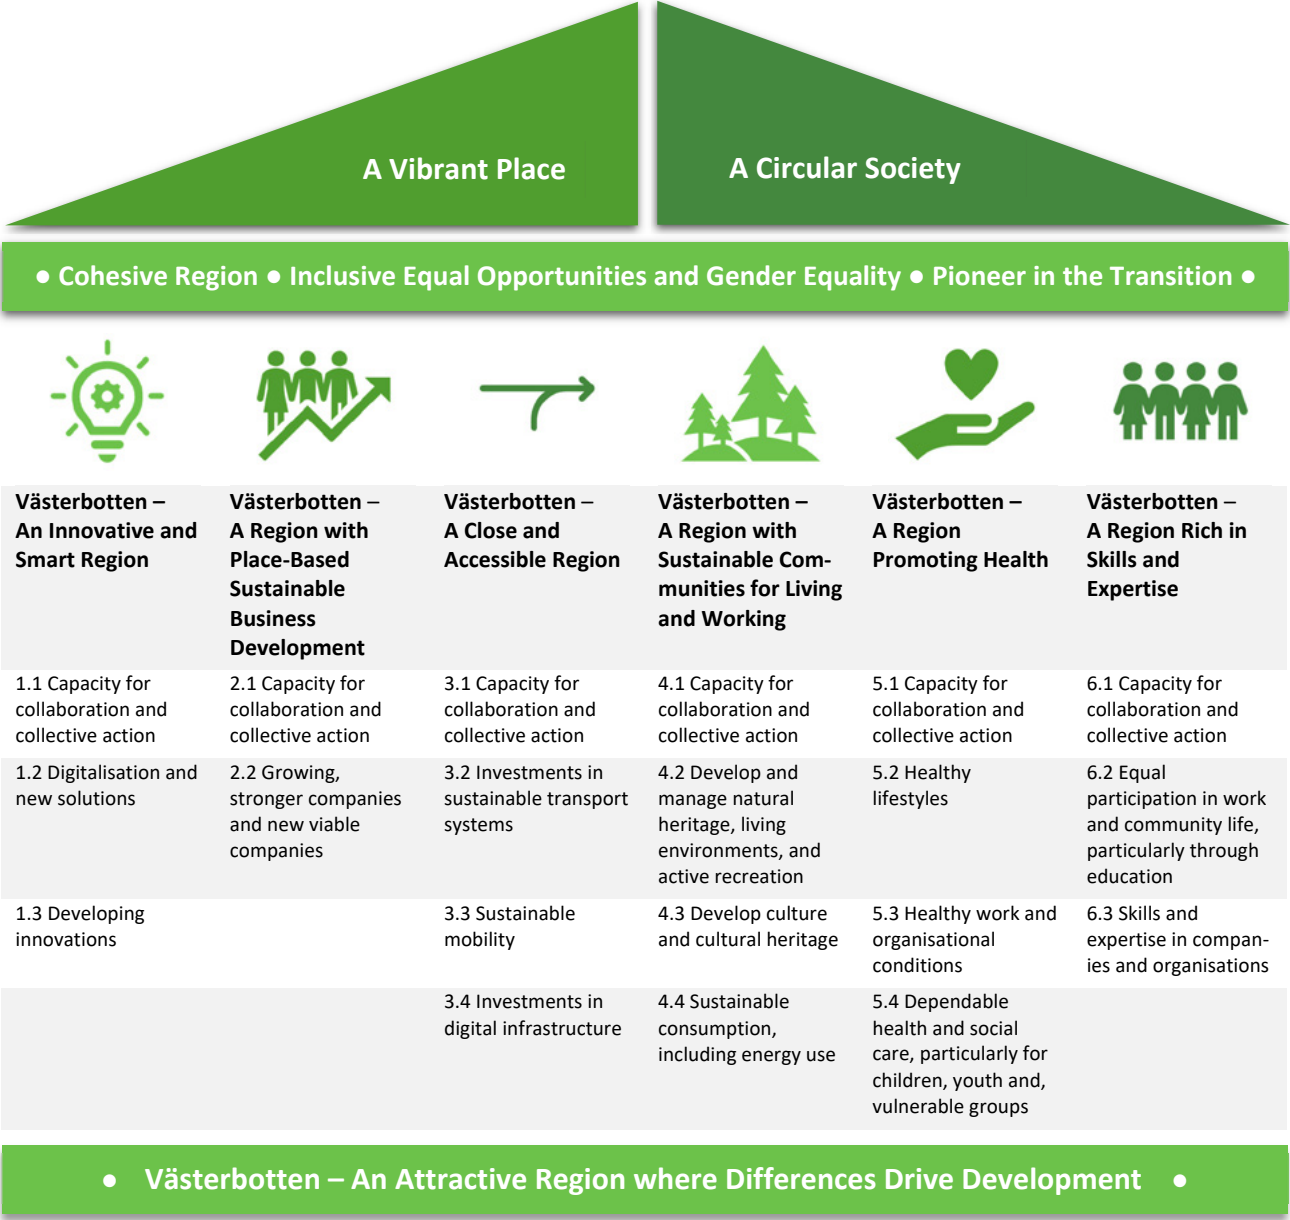 A Vibrant Place
A Circular Society
● Cohesive Region ● Inclusive Equal Opportunities and Gender Equality ● Pioneer in the Transition ●
Västerbotten –
An Innovative and
Smart Region
Västerbotten –
A Region with
Place-Based
Sustainable
Business
Development
Västerbotten –
A Close and
Accessible Region
Västerbotten –
A Region with
Sustainable Com-
munities for Living
and Working
Västerbotten –
A Region
Promoting Health
Västerbotten –
A Region Rich in
Skills and
Expertise
1.1 Capacity for
collaboration and
collective action
2.1 Capacity for
collaboration and
collective action
3.1 Capacity for
collaboration and
collective action
4.1 Capacity for
collaboration and
collective action
5.1 Capacity for
collaboration and
collective action
6.1 Capacity for
collaboration and
collective action
1.2 Digitalisation and
new solutions
2.2 Growing,
stronger companies
and new viable
companies
3.2 Investments in
sustainable transport
systems
4.2 Develop and
manage natural
heritage, living
environments, and
active recreation
5.2 Healthy
lifestyles
6.2 Equal
participation in work
and community life,
particularly through
education
1.3 Developing
innovations
3.3 Sustainable
mobility
4.3 Develop culture
and cultural heritage
5.3 Healthy work and
organisational
conditions
6.3 Skills and
expertise in compan-
ies and organisations
3.4 Investments in
digital infrastructure
4.4 Sustainable
consumption,
including energy use
5.4 Dependable
health and social
care, particularly for
children, youth and,
vulnerable groups
● Västerbotten – An Attractive Region where Differences Drive Development ●